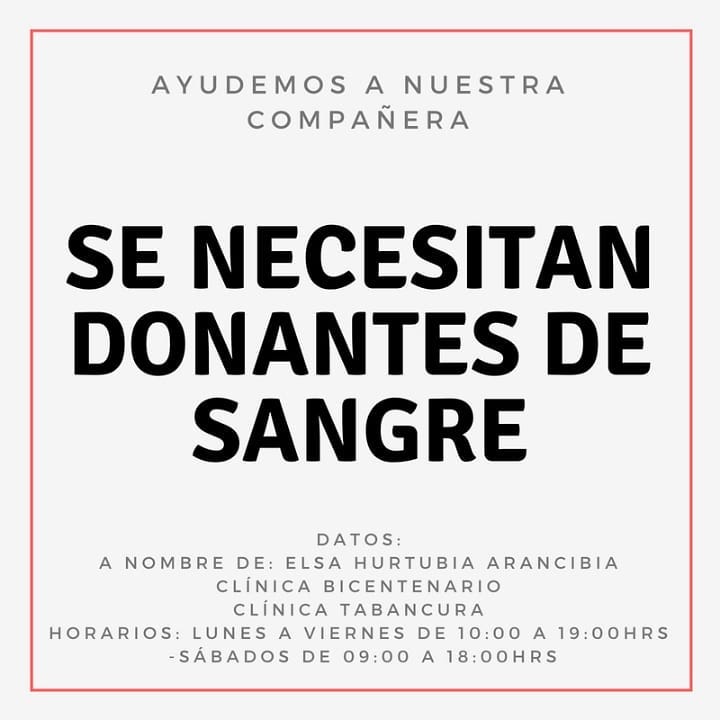 AYUDEMOS A NUESTRA
COMPAÑERA
SE NECESITAN
DONANTES DE
SANGRE
DATOS:
A NOMBRE DE: ELSA HURTUBIA ARANCIBIA
CLÍNICA BICENTENARIO
CLÍNICA TABANCURA
HORARIOS: LUNES A VIERNES DE 10:00 A 19:00HRS
-SÁBADOS DE 09:00 A 18:00HRS